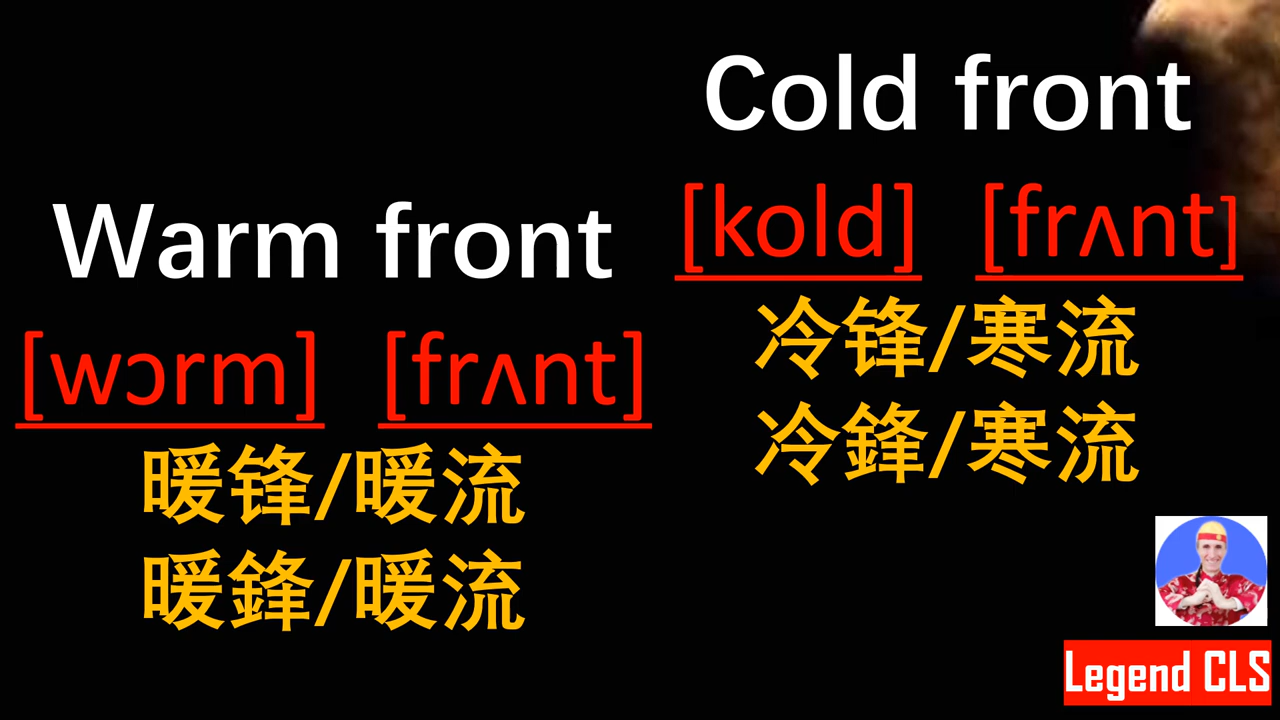 Cold front
[kold] [frʌnt]
冷锋/寒流
冷鋒/寒流
Warm front
[wɔrm] [frʌnt]
暖锋/暖流
暖鋒/暖流
Legend CLS